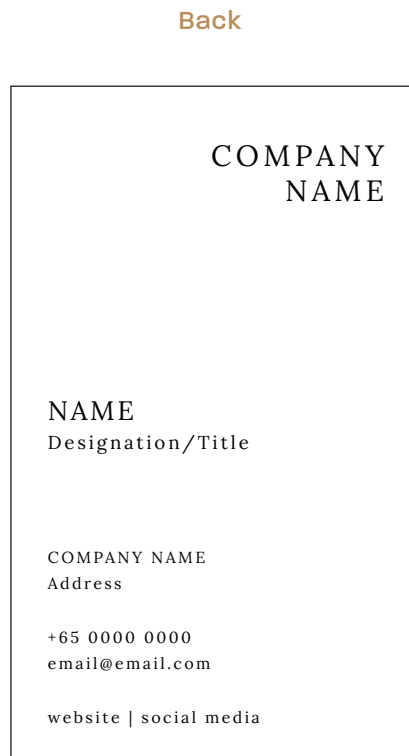 Back
COMPANY
NAME
NAME
Designation/Title
COMPANY NAME
Address
+65 0000 0000
email@email.com
website | social media